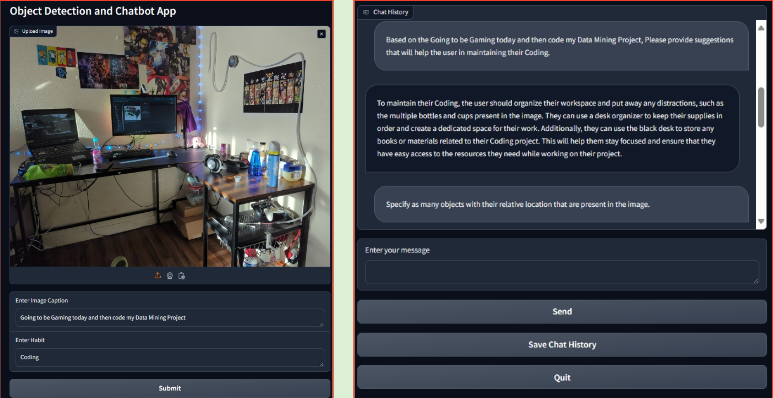 Object Detection and Chatbot App
Upload Image
Enter Image Caption
Going to be Gaming today and then code my Data Mining Project
Enter Habit
Coding
Submit
Chat History
Based on the Going to be Gaming today and then code my Data Mining Project, Please provide suggestions
that will help the user in maintaining their Coding.
To maintain their Coding, the user should organize their workspace and put away any distractions, such as
the multiple bottles and cups present in the image. They can use a desk organizer to keep their supplies in
order and create a dedicated space for their work. Additionally, they can use the black desk to store any
books or materials related to their Coding project. This will help them stay focused and ensure that they
have easy access to the resources they need while working on their project.
Specify as many objects with their relative location that are present in the image.
Enter your message
Send
Save Chat History
Quit